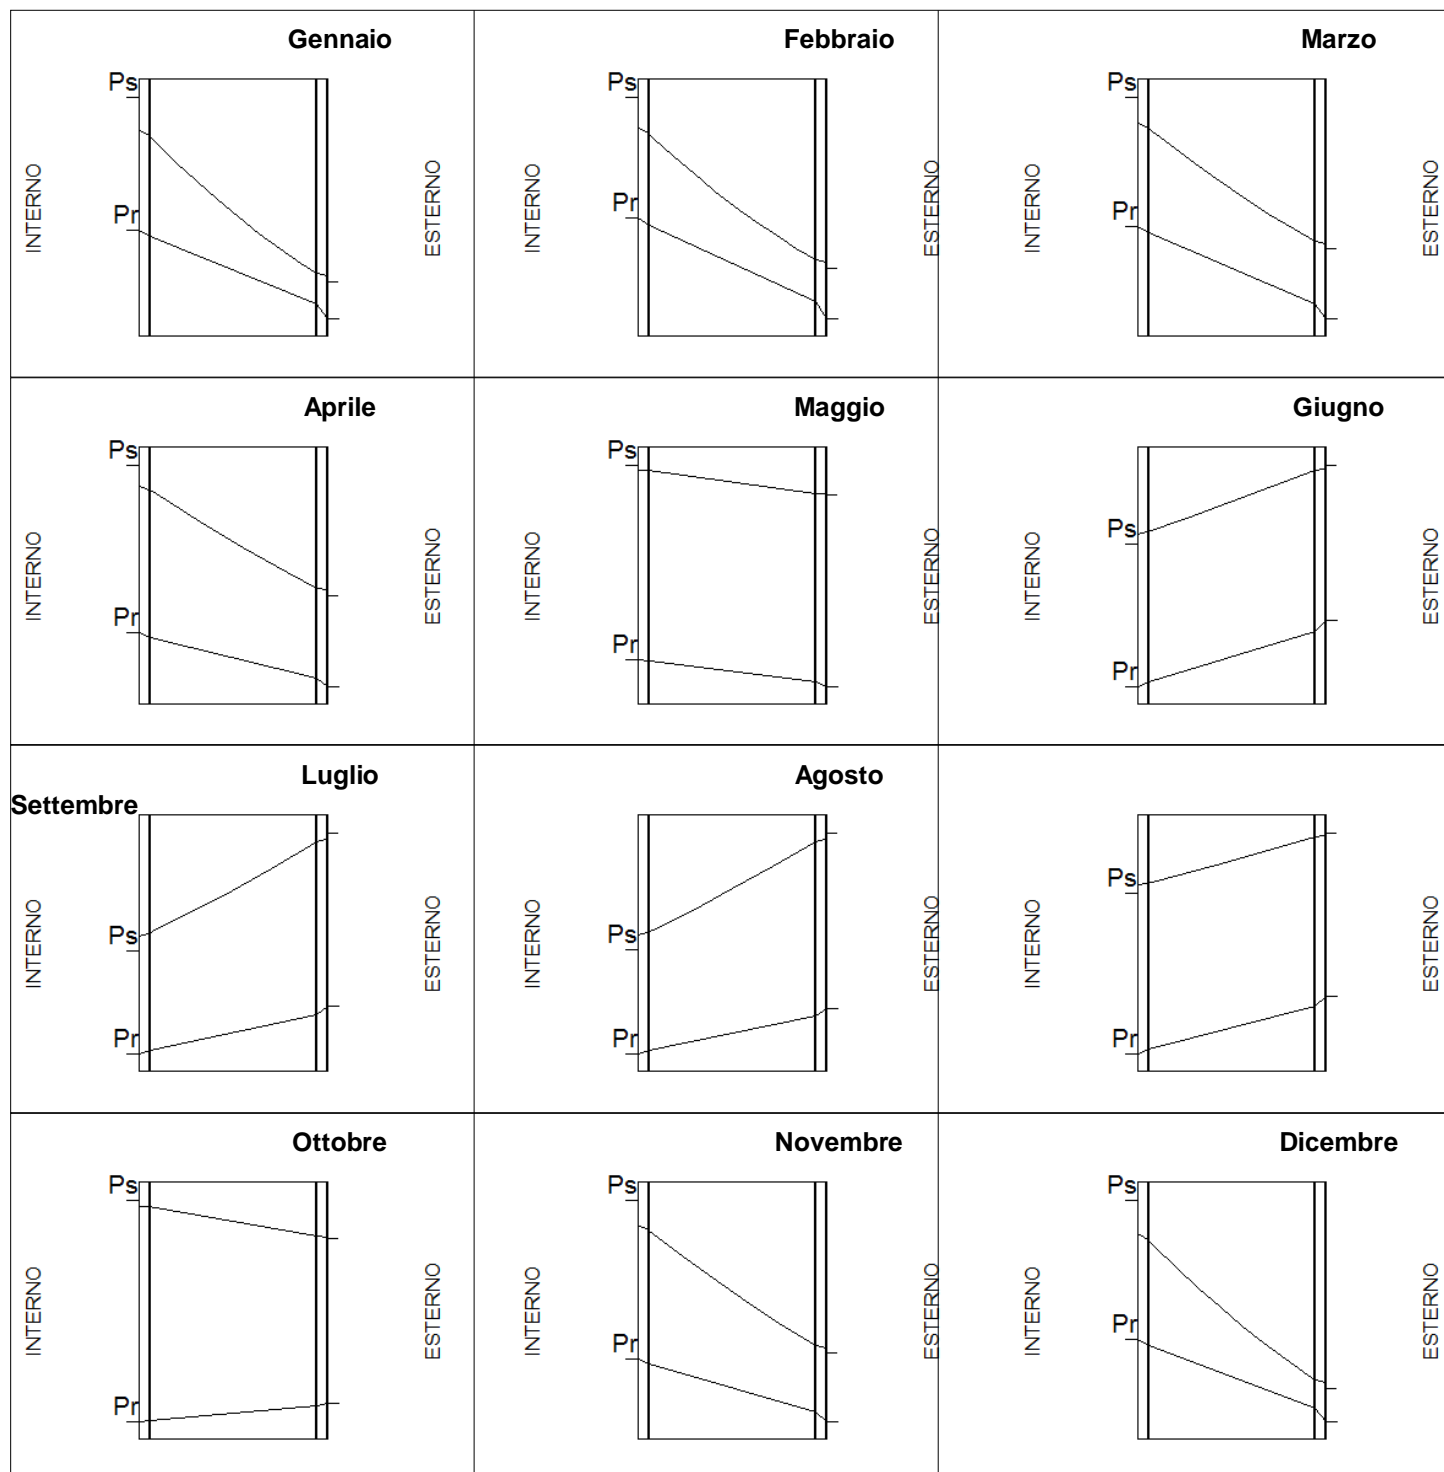 Gennaio
Ps
Pr
INTERNO
ESTERNO
Febbraio
Ps
Pr
INTERNO
ESTERNO
Marzo
Ps
Pr
INTERNO
ESTERNO
Aprile
Ps
Pr
INTERNO
ESTERNO
Maggio
Ps
Pr
INTERNO
ESTERNO
Giugno
Ps
Pr
INTERNO
ESTERNO
Luglio
Settembre
Ps
Pr
INTERNO
ESTERNO
Agosto
Ps
Pr
INTERNO
ESTERNO
Ps
Pr
INTERNO
ESTERNO
Ottobre
Ps
Pr
INTERNO
ESTERNO
Novembre
Ps
Pr
INTERNO
ESTERNO
Dicembre
Ps
Pr
INTERNO
ESTERNO